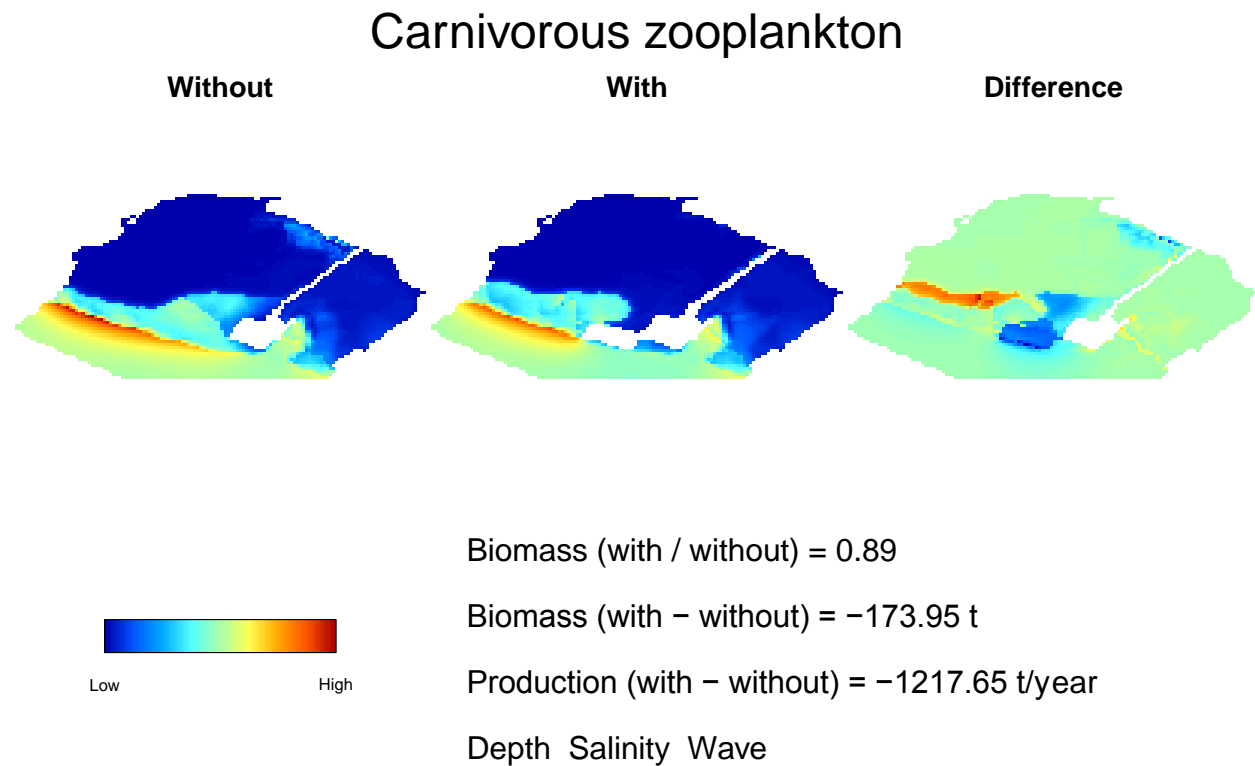 Carnivorous zooplankton
Without With Difference
Biomass (with / without) = 0.89
Biomass (with − without) = −173.95 t
Low High
Production (with − without) = −1217.65 t/year
Depth Salinity Wave